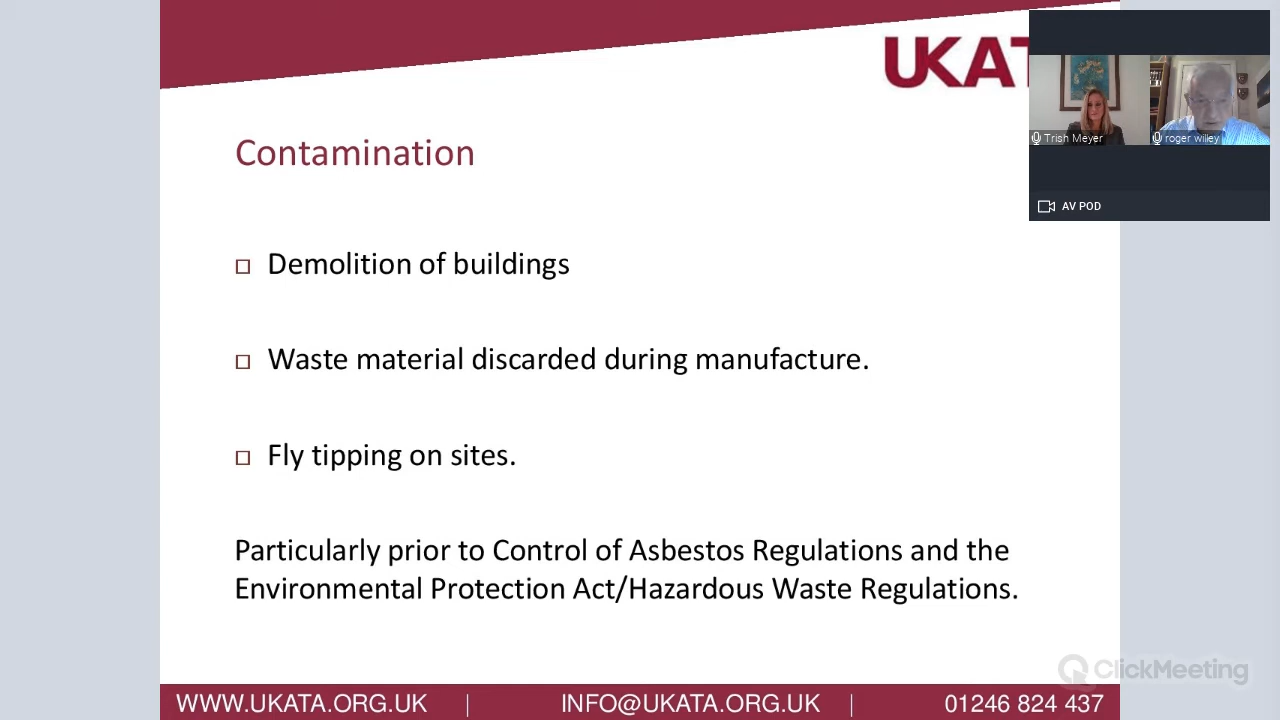 UKATA
Trish Meyer
roger willey
AV POD
Contamination
Demolition of buildings
Waste material discarded during manufacture.
Fly tipping on sites.
Particularly prior to Control of Asbestos Regulations and the
Environmental Protection Act/Hazardous Waste Regulations.
ClickMeeting
WWW.UKATA.ORG.UK | INFO@UKATA.ORG.UK | 01246 824 437